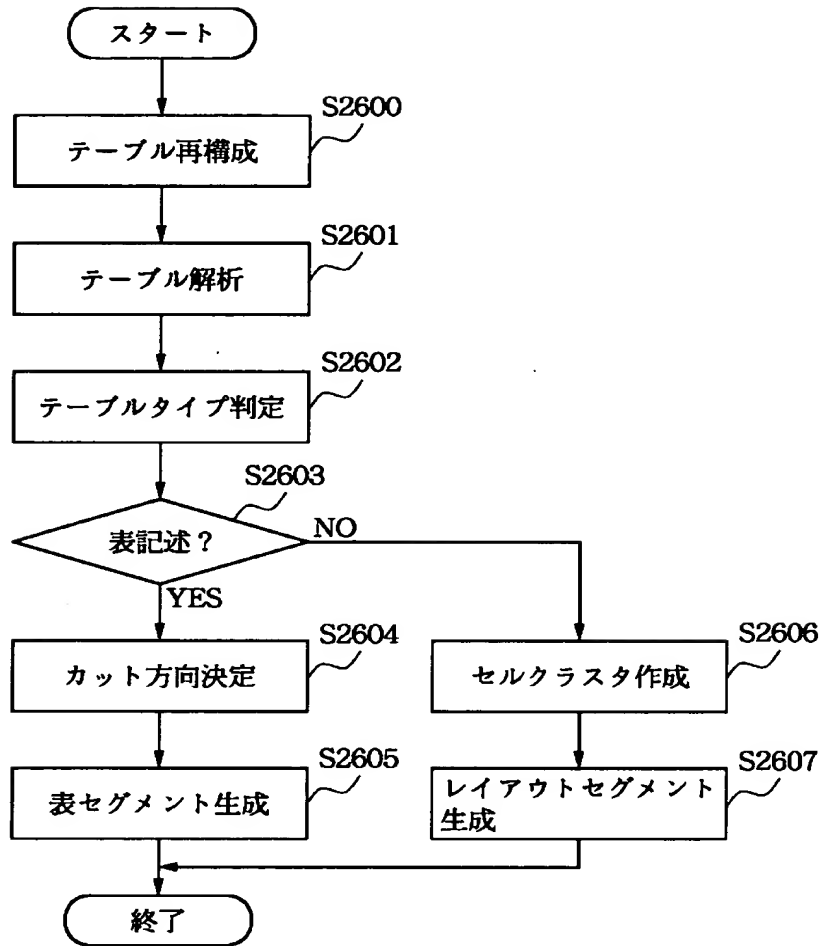 スタート
S2600
テーブル再構成
S2601
テーブル解析
S2602
テーブルタイプ判定
S2603
表記述？
NO
YES
S2604
カット方向決定
S2605
表セグメント生成
S2606
セルクラスタ作成
S2607
レイアウトセグメント
生成
終了